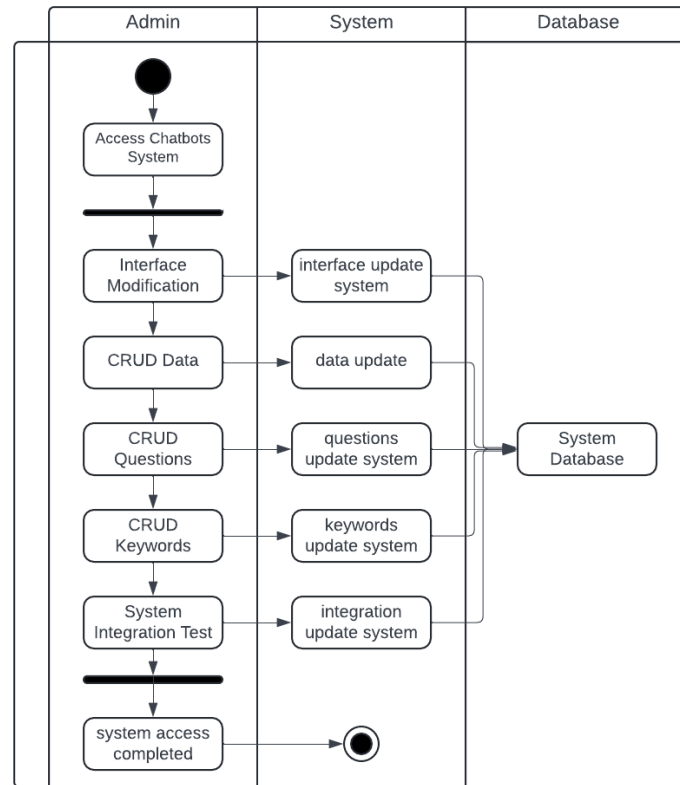 Admin
System
Database
Access Chatbots
System
Interface
Modification
interface update
system
CRUD Data
data update
CRUD
Questions
questions
update system
System
Database
CRUD
Keywords
keywords
update system
System
Integration Test
integration
update system
system access
completed